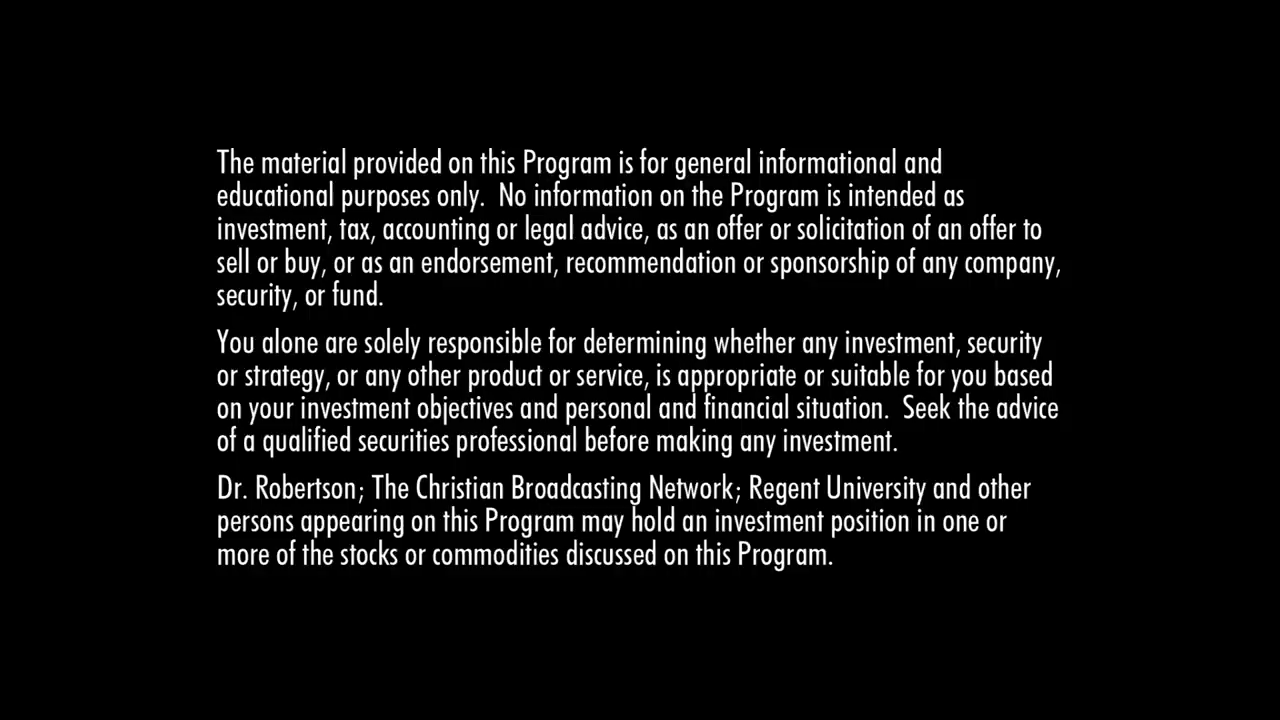 The material provided on this Program is for general informational and
educational purposes only.  No information on the Program is intended as
investment, tax, accounting or legal advice, as an offer or solicitation of an offer to
sell or buy, or as an endorsement, recommendation or sponsorship of any company,
security, or fund.
You alone are solely responsible for determining whether any investment, security
or strategy, or any other product or service, is appropriate or suitable for you based
on your investment objectives and personal and financial situation.  Seek the advice
of a qualified securities professional before making any investment.
Dr. Robertson; The Christian Broadcasting Network; Regent University and other
persons appearing on this Program may hold an investment position in one or
more of the stocks or commodities discussed on this Program.